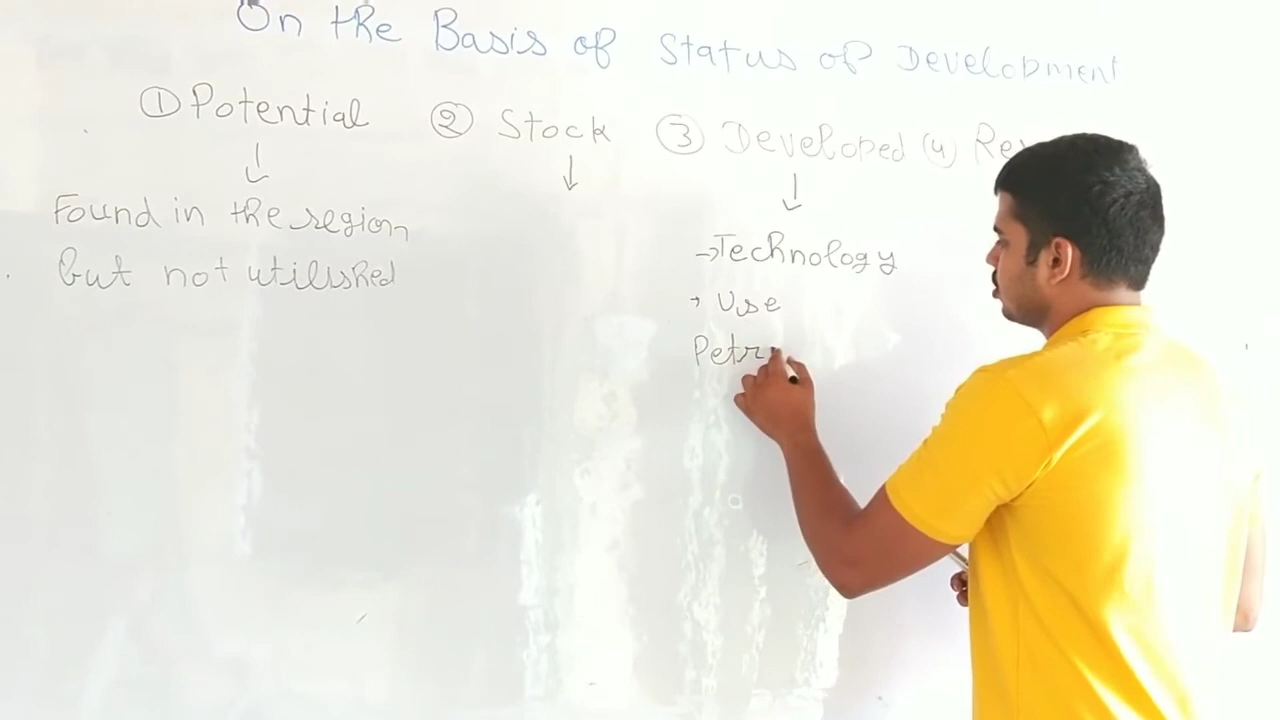 On the Basis of Status of Development
① Potential ② Stock ③ Developed (4) Re
↓ ↓ ↓
Found in the region
but not utilished
→Technology
→ Use
Petr